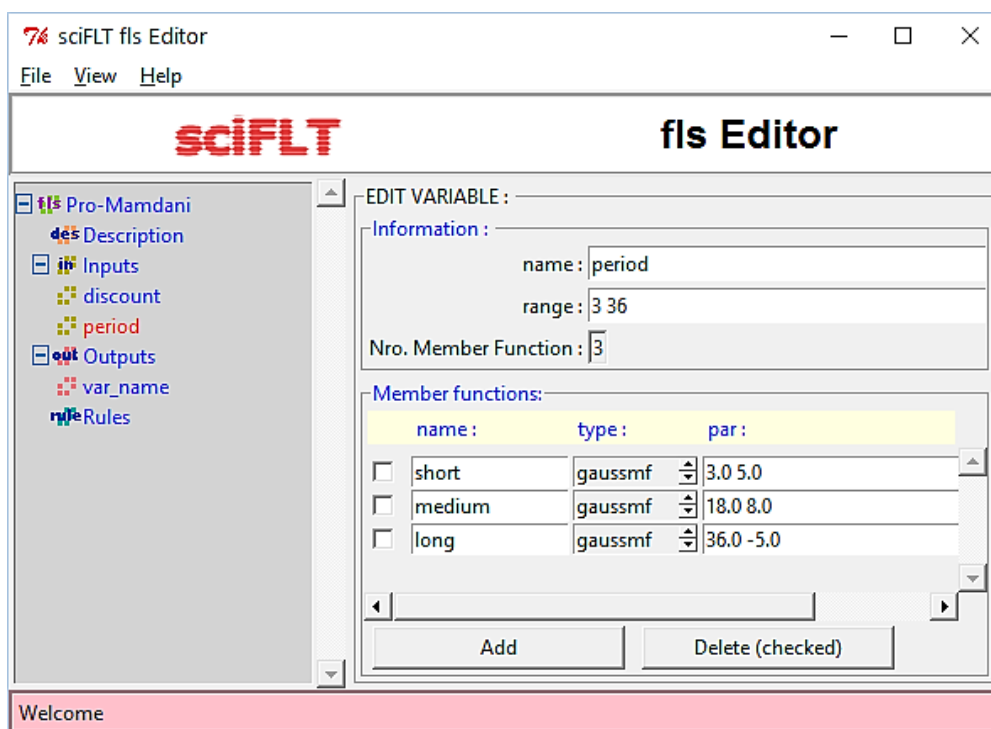 sciFLT fls Editor
File View Help
sciFLT fls Editor
fls Pro-Mamdani
des Description
in Inputs
discount
period
out Outputs
var_name
rule Rules
EDIT VARIABLE :
Information :
name : period
range : 3 36
Nro. Member Function : 3
Member functions:
name : type : par :
short gaussmf 3.0 5.0
medium gaussmf 18.0 8.0
long gaussmf 36.0 -5.0
Add Delete (checked)
Welcome